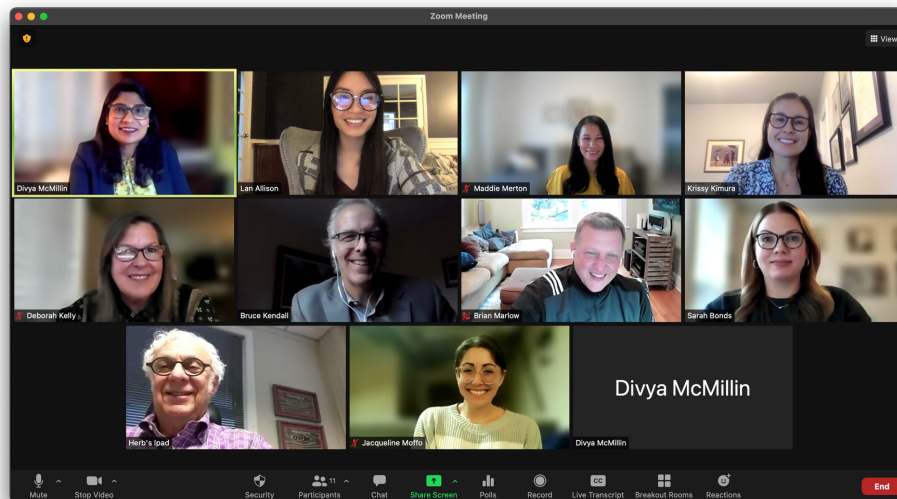 Zoom Meeting
View
Divya McMillin
Lan Allison
Maddie Merton
Krissy Kimura
Deborah Kelly
Bruce Kendall
Brian Marlow
Sarah Bonds
Herb's Ipad
Jacqueline Moffo
Divya McMillin
Divya McMillin
Mute
Stop Video
Security
Participants
11
Chat
Share Screen
Polls
Record
CC
Live Transcript
Breakout Rooms
Reactions
End